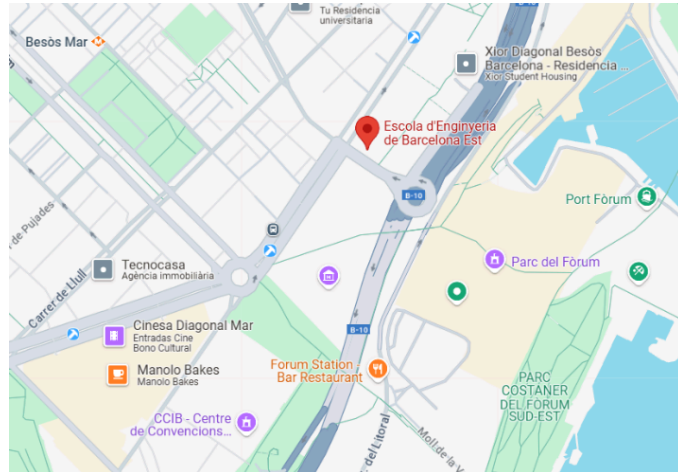 Tu Residencia
universitaria
Besòs Mar
Xior Diagonal Besòs
Barcelona - Residencia ...
Xior Student Housing
Escola d'Enginyeria
de Barcelona Est
B-10
Port Fòrum
r de Pujades
Tecnocasa
Agència immobiliària
Parc del Fòrum
Carrer de Llull
Cinesa Diagonal Mar
Entradas Cine
Bono Cultural
B-10
Manolo Bakes
Manolo Bakes
Forum Station -
Bar Restaurant
PARC
COSTANER
DEL FÒRUM
SUD-EST
CCIB - Centre
de Convencions...
del Litoral
Moll de la V